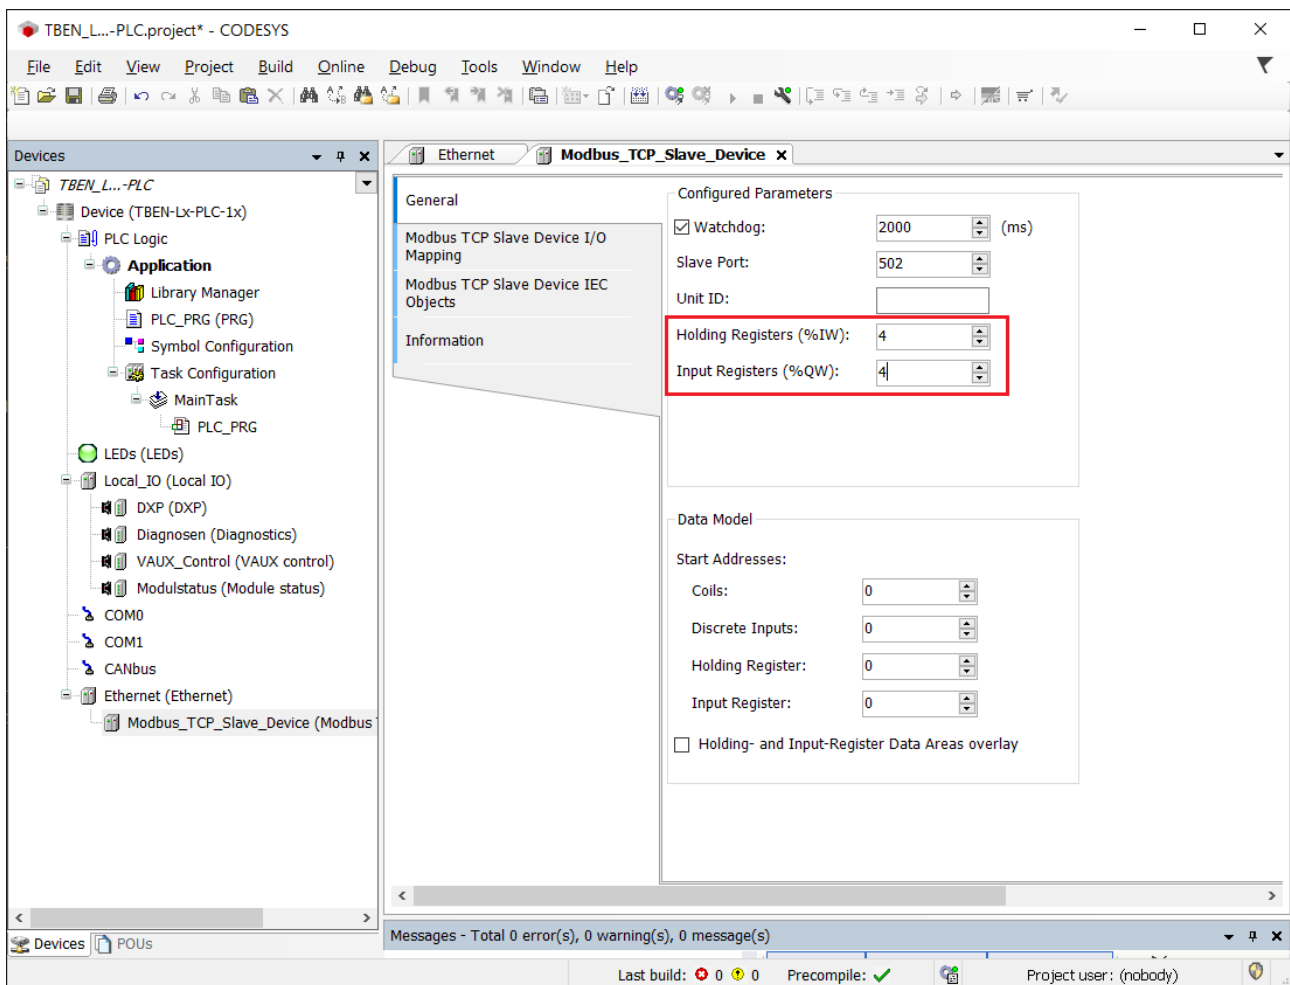 TBEN_L...-PLC.project* - CODESYS
File Edit View Project Build Online Debug Tools Window Help
Devices
TBEN_L...-PLC
Device (TBEN-Lx-PLC-1x)
PLC Logic
Application
Library Manager
PLC_PRG (PRG)
Symbol Configuration
Task Configuration
MainTask
PLC_PRG
LEDs (LEDs)
Local_IO (Local IO)
DXP (DXP)
Diagnosen (Diagnostics)
VAUX_Control (VAUX control)
Modulstatus (Module status)
COM0
COM1
CANbus
Ethernet (Ethernet)
Modbus_TCP_Slave_Device (Modbus
Devices POUs
Ethernet Modbus_TCP_Slave_Device
General
Modbus TCP Slave Device I/O
Mapping
Modbus TCP Slave Device IEC
Objects
Information
Configured Parameters
Watchdog: 2000 (ms)
Slave Port: 502
Unit ID:
Holding Registers (%IW): 4
Input Registers (%QW): 4
Data Model
Start Addresses:
Coils: 0
Discrete Inputs: 0
Holding Register: 0
Input Register: 0
Holding- and Input-Register Data Areas overlay
Messages - Total 0 error(s), 0 warning(s), 0 message(s)
Last build: 0 0 Precompile: Project user: (nobody)